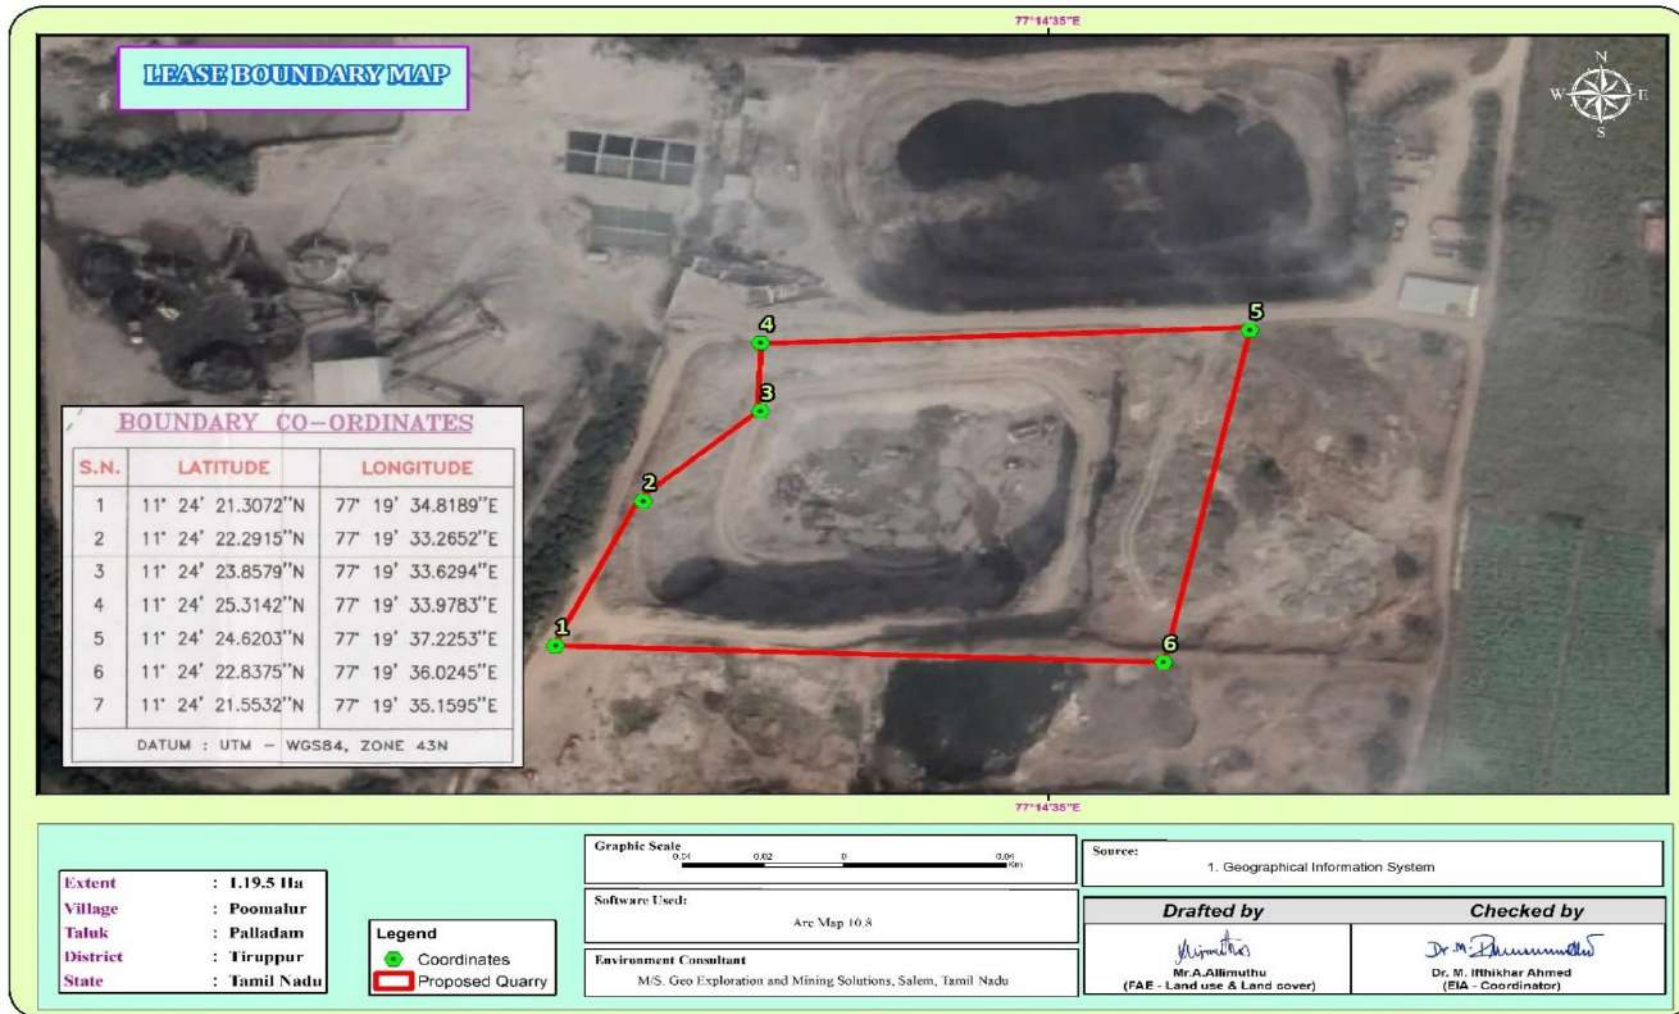 77°14'35"E
LEASE BOUNDARY MAP
N
W E
S
4
5
3
2
1
6
BOUNDARY CO-ORDINATES
S.N. LATITUDE LONGITUDE
1 11° 24' 21.3072"N 77° 19' 34.8189"E
2 11° 24' 22.2915"N 77° 19' 33.2652"E
3 11° 24' 23.8579"N 77° 19' 33.6294"E
4 11° 24' 25.3142"N 77° 19' 33.9783"E
5 11° 24' 24.6203"N 77° 19' 37.2253"E
6 11° 24' 22.8375"N 77° 19' 36.0245"E
7 11° 24' 21.5532"N 77° 19' 35.1595"E
DATUM : UTM - WGS84, ZONE 43N
77°14'35"E
Extent : 1.19.5 Ha
Village : Poomalur
Taluk : Palladam
District : Tiruppur
State : Tamil Nadu
Legend
Coordinates
Proposed Quarry
Graphic Scale
0.04 0.02 0 0.04
Km
Software Used:
Arc Map 10.8
Environment Consultant
M/S. Geo Exploration and Mining Solutions, Salem, Tamil Nadu
Source:
1. Geographical Information System
Drafted by
Mr.A.Allimuthu
(FAE - Land use & Land cover)
Checked by
Dr. M. Ifthikhar Ahmed
(EIA - Coordinator)